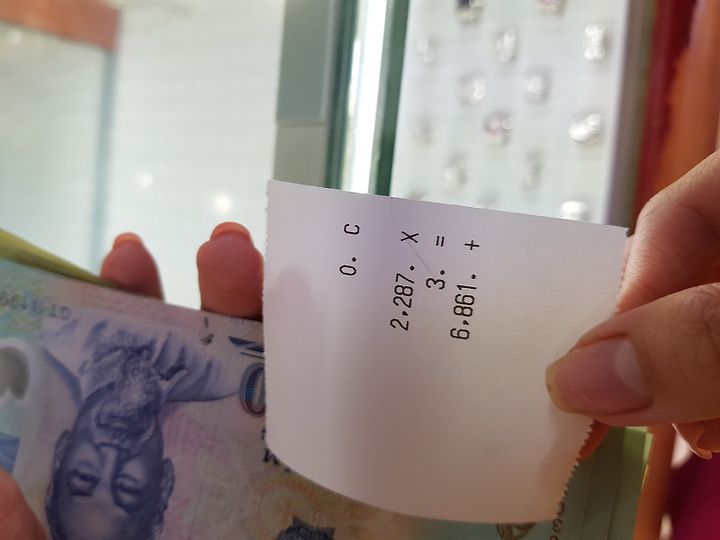 0. C
2,287. X
3. =
6,861. +